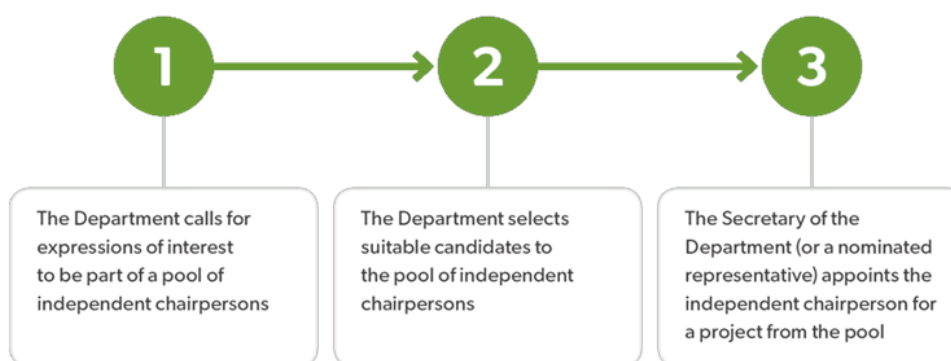 1
2
3
The Department calls for
expressions of interest
to be part of a pool of
independent chairpersons
The Department selects
suitable candidates to
the pool of independent
chairpersons
The Secretary of the
Department (or a nominated
representative) appoints the
independent chairperson for
a project from the pool